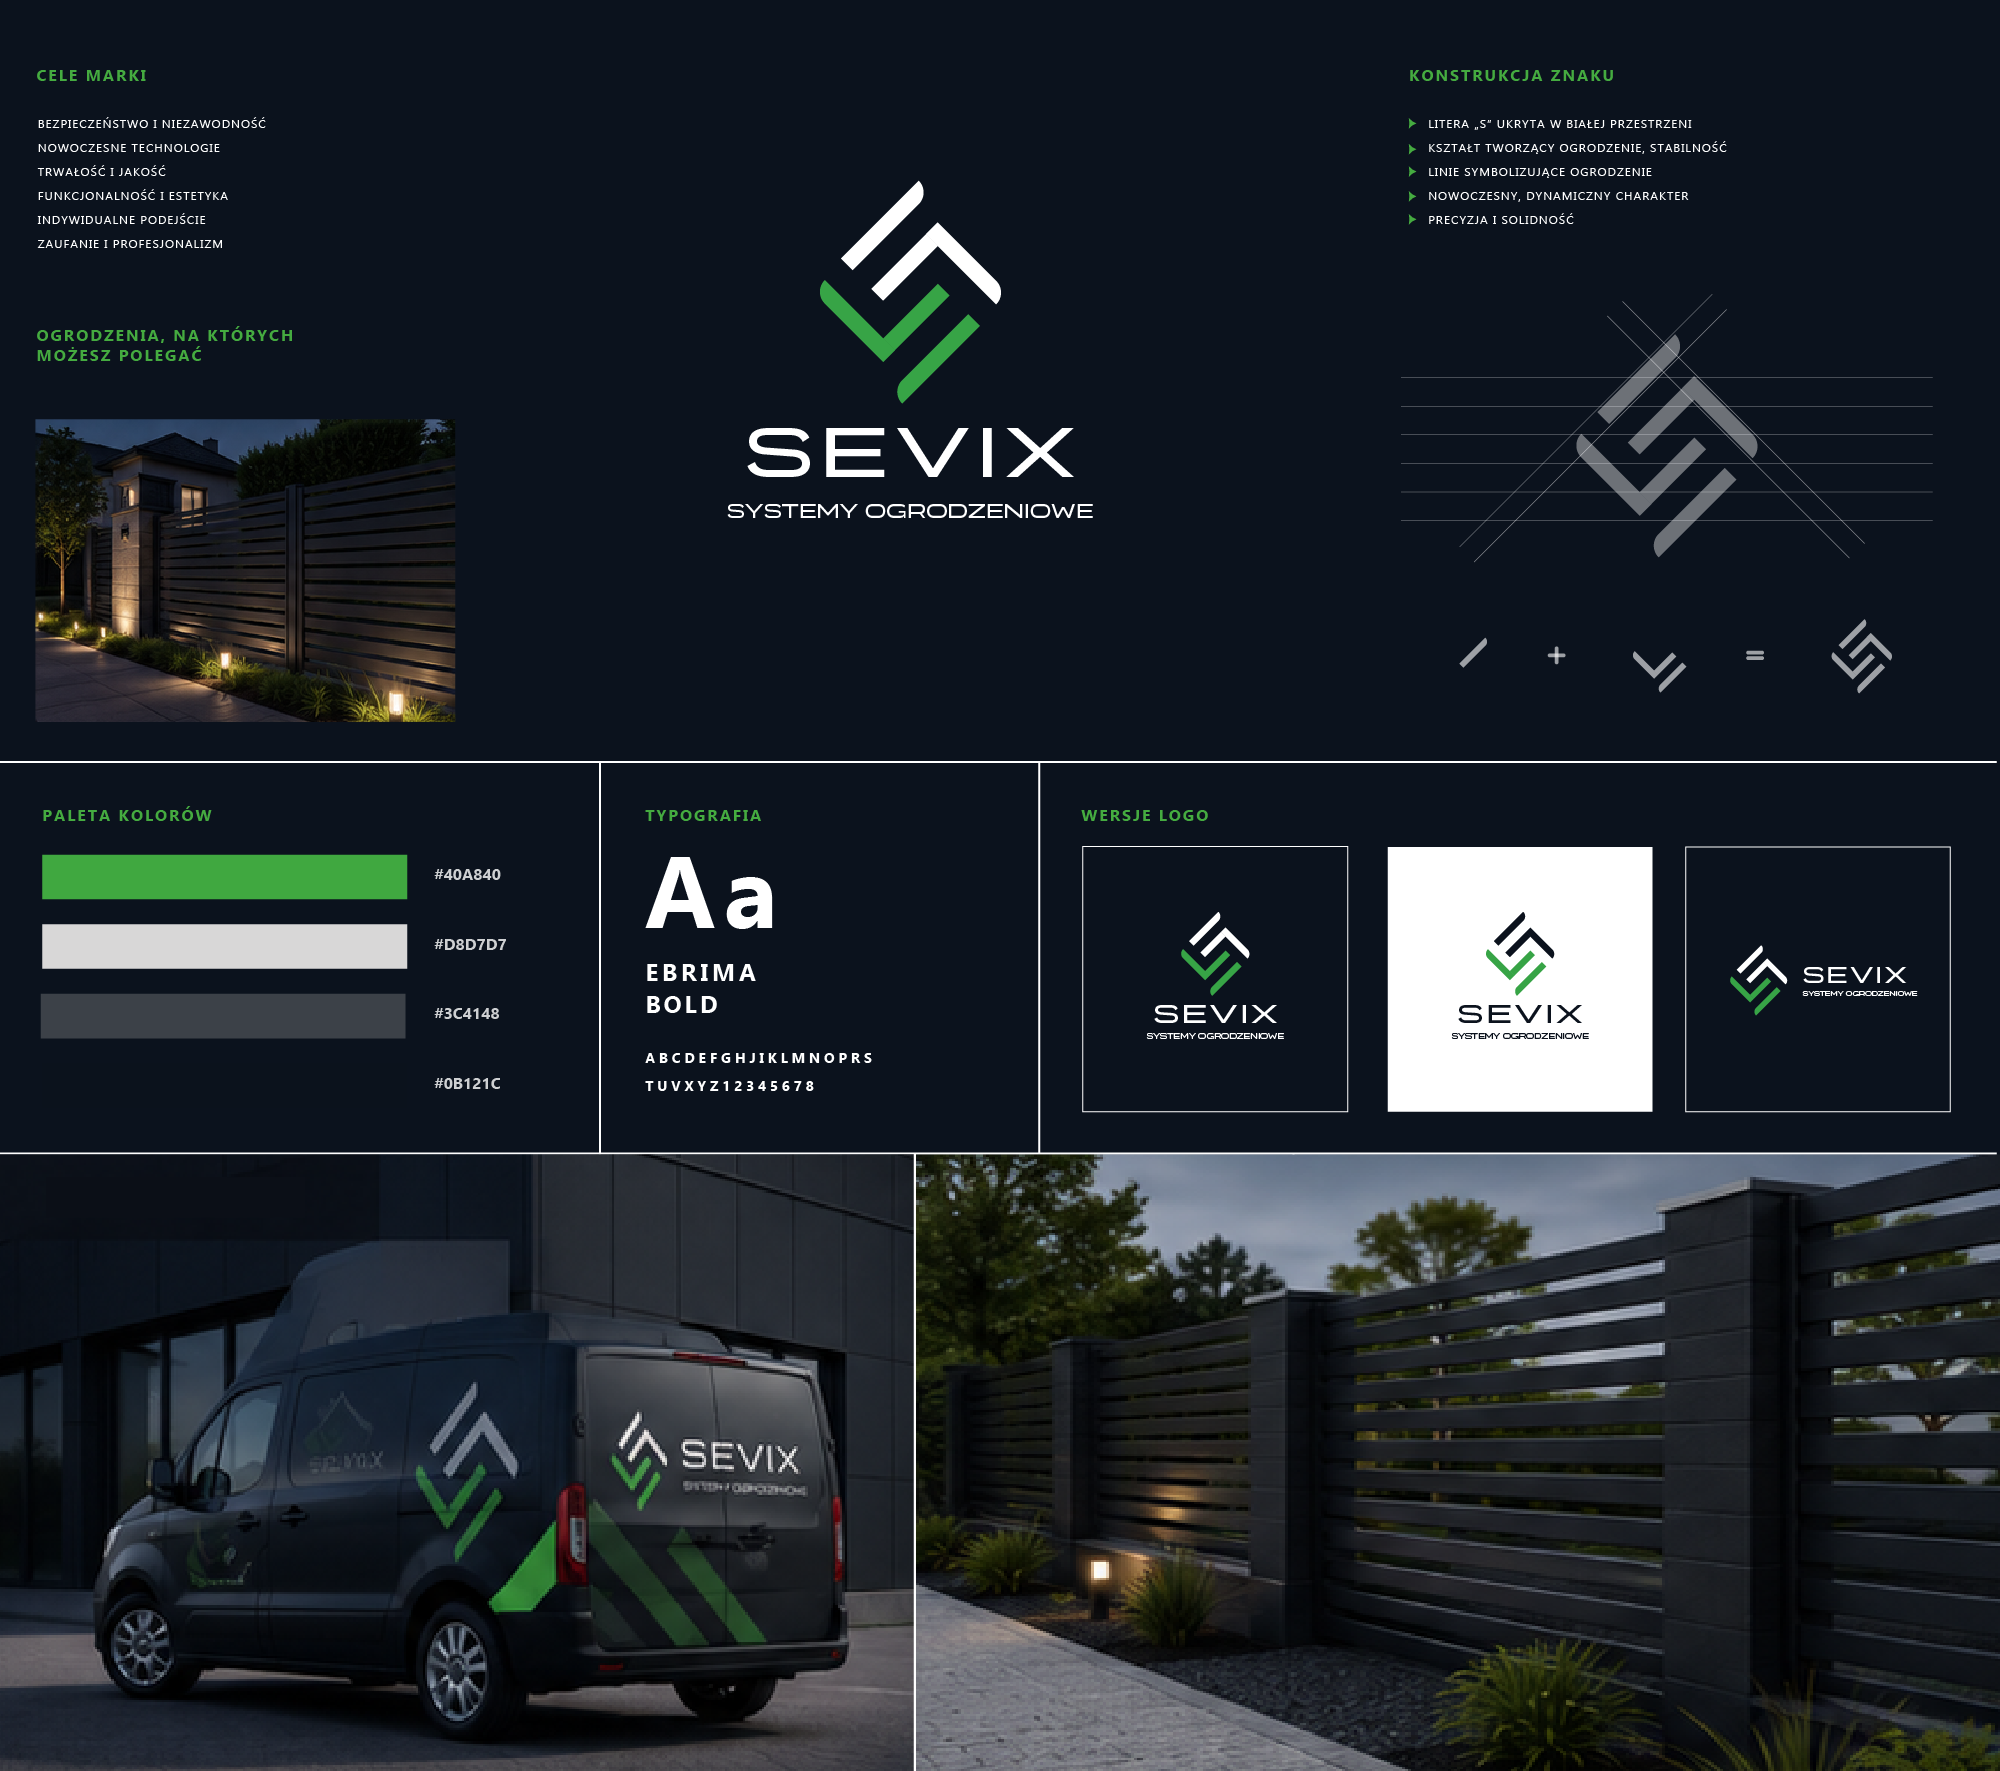 CELE MARKI
BEZPIECZEŃSTWO I NIEZAWODNOŚĆ
NOWOCZESNE TECHNOLOGIE
TRWAŁOŚĆ I JAKOŚĆ
FUNKCJONALNOŚĆ I ESTETYKA
INDYWIDUALNE PODEJŚCIE
ZAUFANIE I PROFESJONALIZM
OGRODZENIA, NA KTÓRYCH
MOŻESZ POLEGAĆ
SEVIX
SYSTEMY OGRODZENIOWE
KONSTRUKCJA ZNAKU
LITERA „S” UKRYTA W BIAŁEJ PRZESTRZENI
KSZTAŁT TWORZĄCY OGRODZENIE, STABILNOŚĆ
LINIE SYMBOLIZUJĄCE OGRODZENIE
NOWOCZESNY, DYNAMICZNY CHARAKTER
PRECYZJA I SOLIDNOŚĆ
+ =
PALETA KOLORÓW
#40A840
#D8D7D7
#3C4148
#0B121C
TYPOGRAFIA
Aa
EBRIMA
BOLD
ABCDEFGHJIKLMNOPRS
TUVXYZ12345678
WERSJE LOGO
SEVIX
SYSTEMY OGRODZENIOWE
SEVIX
SYSTEMY OGRODZENIOWE
SEVIX
SYSTEMY OGRODZENIOWE
SEVIX